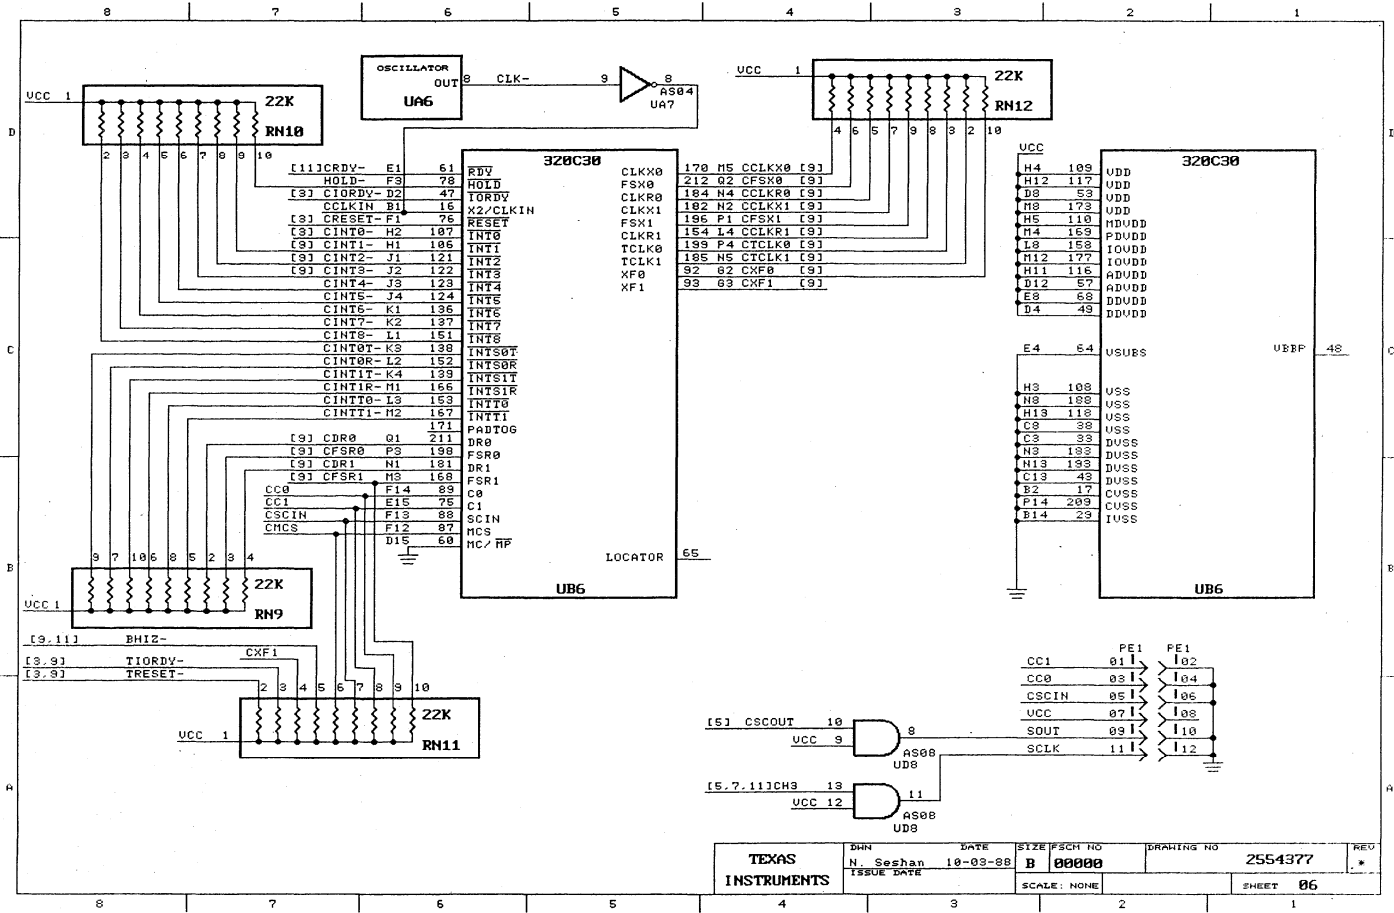 8 7 6 5 4 3 2 1
OSCILLATOR
OUT 8 CLK- 9 8
UA6
AS04
UA7
VCC 1 22K
RN10
2 3 4 5 6 7 8 9 10
VCC 1 22K
RN12
4 6 5 7 9 8 3 2 10
D
320C30
[11]CRDY- E1 61 RDY
HOLD- F3 78 HOLD
[3] CIORDY- D2 47 IORDY
CCLKIN B1 16 X2/CLKIN
[3] CRESET- F1 76 RESET
[3] CINT0- H2 107 INT0
[9] CINT1- H1 106 INT1
[9] CINT2- J1 121 INT2
[9] CINT3- J2 122 INT3
CINT4- J3 123 INT4
CINT5- J4 124 INT5
CINT6- K1 136 INT6
CINT7- K2 137 INT7
CINT8- L1 151 INT8
CINT0T- K3 138 INTS0T
CINT0R- L2 152 INTS0R
CINT1T- K4 139 INTS1T
CINT1R- M1 166 INTS1R
CINTT0- L3 153 INTT0
CINTT1- M2 167 INTT1
171 PADTOG
[9] CDR0 Q1 211 DR0
[9] CFSR0 P3 198 FSR0
[9] CDR1 N1 181 DR1
[9] CFSR1 M3 168 FSR1
CC0 F14 89 C0
CC1 E15 75 C1
CSCIN F13 88 SCIN
CMCS F12 87 MCS
D15 60 MC/ MP
CLKX0 170 M5 CCLKX0 [9]
FSX0 212 Q2 CFSX0 [9]
CLKR0 184 N4 CCLKR0 [9]
CLKX1 182 N2 CCLKX1 [9]
FSX1 196 P1 CFSX1 [9]
CLKR1 154 L4 CCLKR1 [9]
TCLK0 199 P4 CTCLK0 [9]
TCLK1 185 N5 CTCLK1 [9]
XF0 92 G2 CXF0 [9]
XF1 93 G3 CXF1 [9]
LOCATOR 65
UB6
VCC
320C30
H4 109 VDD
H12 117 VDD
D8 53 VDD
M8 173 VDD
H5 110 MDVDD
M4 169 PDVDD
L8 158 IOVDD
M12 177 IOVDD
H11 116 ADVDD
D12 57 ADVDD
E8 68 DDVDD
D4 49 DDVDD
E4 64 VSUBS
VBBP 48
H3 108 VSS
N8 188 VSS
H13 118 VSS
C8 38 VSS
C3 33 DVSS
N3 183 DVSS
N13 193 DVSS
C13 43 DVSS
B2 17 CVSS
P14 209 CVSS
B14 29 IVSS
UB6
C
B
9 7 10 6 8 5 2 3 4
VCC 1 22K
RN9
[9,11] BHIZ-
CXF1
[3,9] TIORDY-
[3,9] TRESET-
2 3 4 5 6 7 8 9 10
22K
VCC 1 RN11
PE1 PE1
CC1 01 02
CC0 03 04
CSCIN 05 06
VCC 07 08
SOUT 09 10
SCLK 11 12
[5] CSCOUT 10
VCC 9
8
AS08
UD8
[5,7,11]CH3 13
VCC 12
11
AS08
UD8
A
TEXAS
INSTRUMENTS
DWN DATE
N. Seshan 10-03-88
ISSUE DATE
SIZE FSCM NO
B 00000
DRAWING NO
2554377
REV
*
SCALE: NONE
SHEET 06
8 7 6 5 4 3 2 1